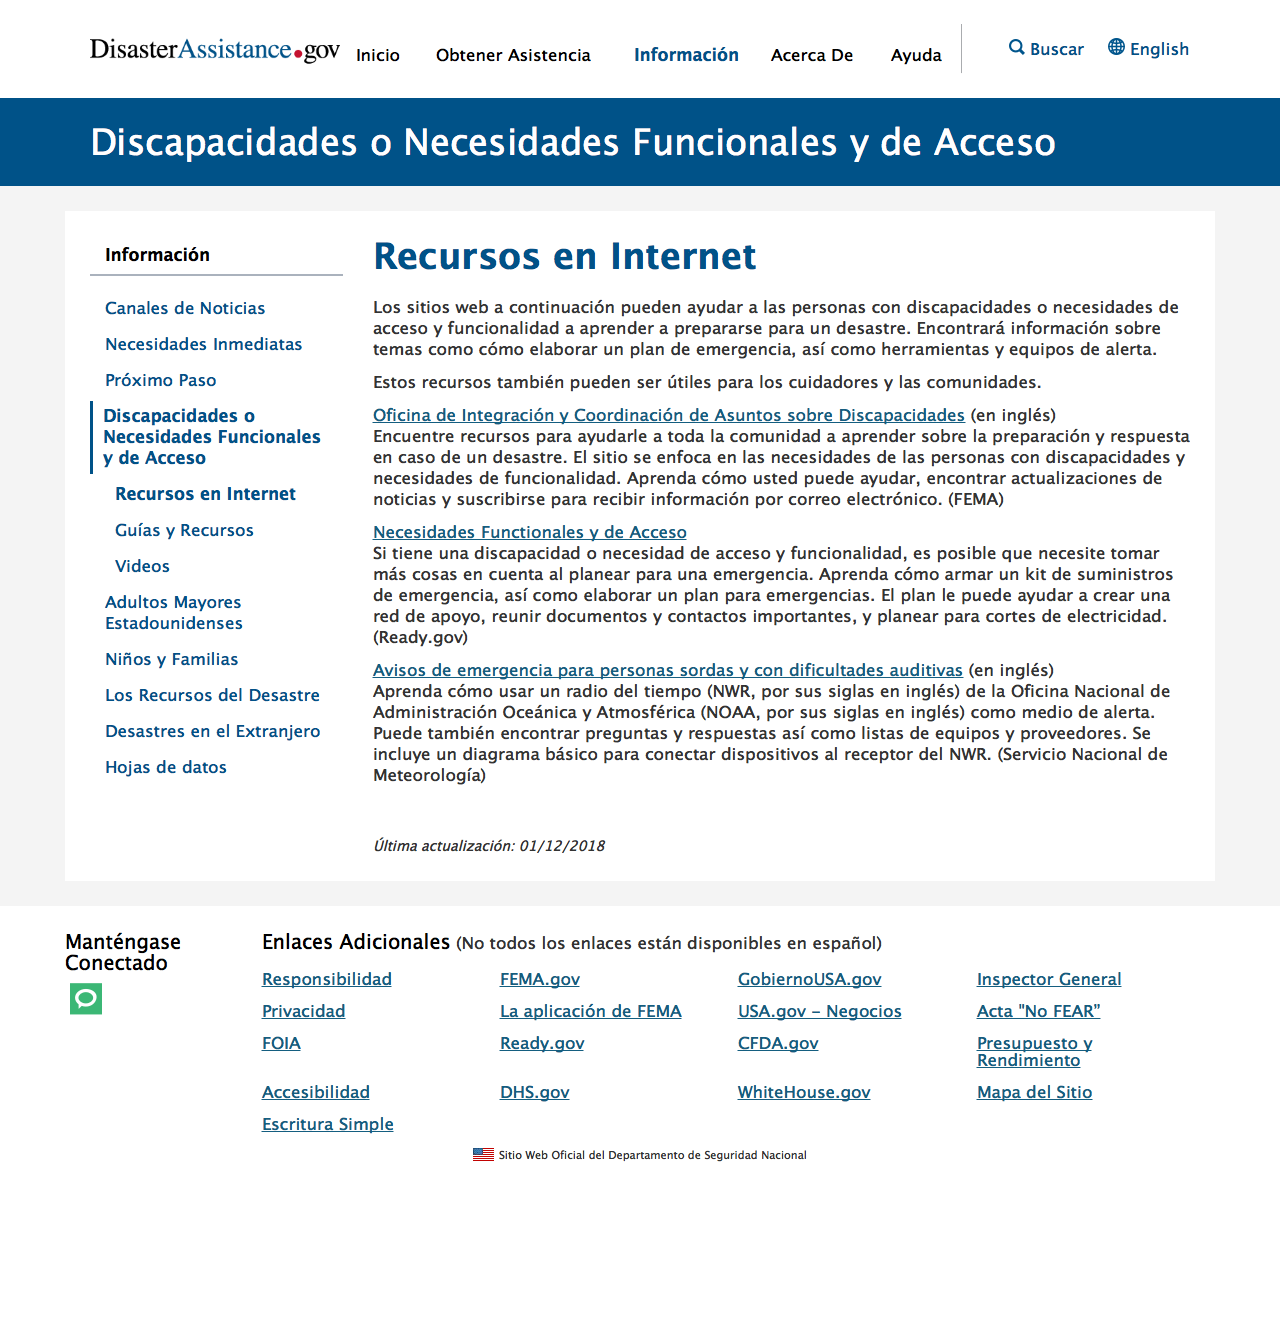 DisasterAssistance.gov
Inicio
Obtener Asistencia
Información
Acerca De
Ayuda
Buscar
English
Discapacidades o Necesidades Funcionales y de Acceso
Información
Canales de Noticias
Necesidades Inmediatas
Próximo Paso
Discapacidades o
Necesidades Funcionales
y de Acceso
Recursos en Internet
Guías y Recursos
Videos
Adultos Mayores
Estadounidenses
Niños y Familias
Los Recursos del Desastre
Desastres en el Extranjero
Hojas de datos
Recursos en Internet
Los sitios web a continuación pueden ayudar a las personas con discapacidades o necesidades de
acceso y funcionalidad a aprender a prepararse para un desastre. Encontrará información sobre
temas como cómo elaborar un plan de emergencia, así como herramientas y equipos de alerta.
Estos recursos también pueden ser útiles para los cuidadores y las comunidades.
Oficina de Integración y Coordinación de Asuntos sobre Discapacidades (en inglés)
Encuentre recursos para ayudarle a toda la comunidad a aprender sobre la preparación y respuesta
en caso de un desastre. El sitio se enfoca en las necesidades de las personas con discapacidades y
necesidades de funcionalidad. Aprenda cómo usted puede ayudar, encontrar actualizaciones de
noticias y suscribirse para recibir información por correo electrónico. (FEMA)
Necesidades Functionales y de Acceso
Si tiene una discapacidad o necesidad de acceso y funcionalidad, es posible que necesite tomar
más cosas en cuenta al planear para una emergencia. Aprenda cómo armar un kit de suministros
de emergencia, así como elaborar un plan para emergencias. El plan le puede ayudar a crear una
red de apoyo, reunir documentos y contactos importantes, y planear para cortes de electricidad.
(Ready.gov)
Avisos de emergencia para personas sordas y con dificultades auditivas (en inglés)
Aprenda cómo usar un radio del tiempo (NWR, por sus siglas en inglés) de la Oficina Nacional de
Administración Oceánica y Atmosférica (NOAA, por sus siglas en inglés) como medio de alerta.
Puede también encontrar preguntas y respuestas así como listas de equipos y proveedores. Se
incluye un diagrama básico para conectar dispositivos al receptor del NWR. (Servicio Nacional de
Meteorología)
Última actualización: 01/12/2018
Manténgase
Conectado
Enlaces Adicionales (No todos los enlaces están disponibles en español)
Responsibilidad
FEMA.gov
GobiernoUSA.gov
Inspector General
Privacidad
La aplicación de FEMA
USA.gov – Negocios
Acta "No FEAR”
FOIA
Ready.gov
CFDA.gov
Presupuesto y
Rendimiento
Accesibilidad
DHS.gov
WhiteHouse.gov
Mapa del Sitio
Escritura Simple
Sitio Web Oficial del Departamento de Seguridad Nacional